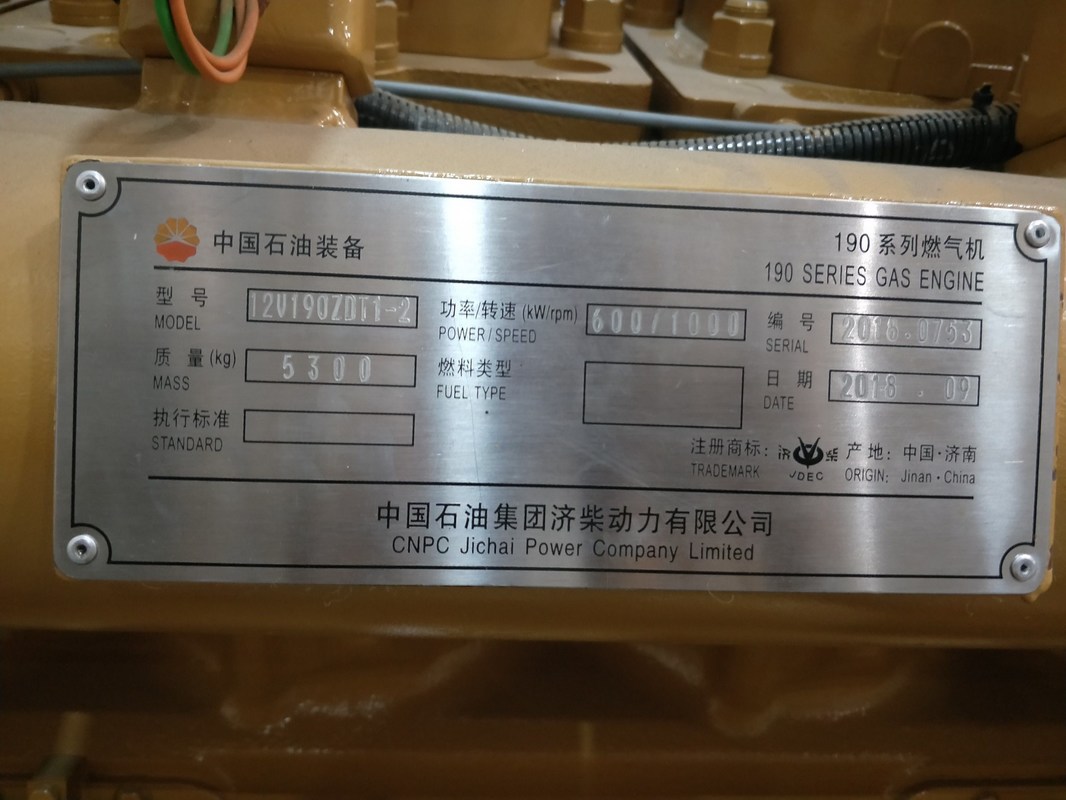 中国石油装备
190系列燃气机
190 SERIES GAS ENGINE
型 号 MODEL 12V190ZDT1-2
功率/转速 (kW/rpm) POWER/SPEED 600/1000
编 号 SERIAL 2018.0753
质 量 (kg) MASS 5300
燃料类型 FUEL TYPE
日 期 DATE 2018 . 09
执行标准 STANDARD
注册商标: TRADEMARK 济柴 JDEC
产 地: 中国·济南
ORIGIN: Jinan·China
中国石油集团济柴动力有限公司
CNPC Jichai Power Company Limited